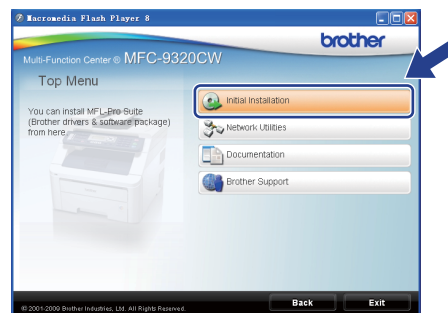 Macromedia Flash Player 8
brother
Multi-Function Center ® MFC-9320CW
Top Menu
You can install MFL-Pro Suite
(Brother drivers & software package)
from here.
Initial Installation
Network Utilities
Documentation
Brother Support
© 2001-2009 Brother Industries, Ltd. All Rights Reserved.
Back
Exit